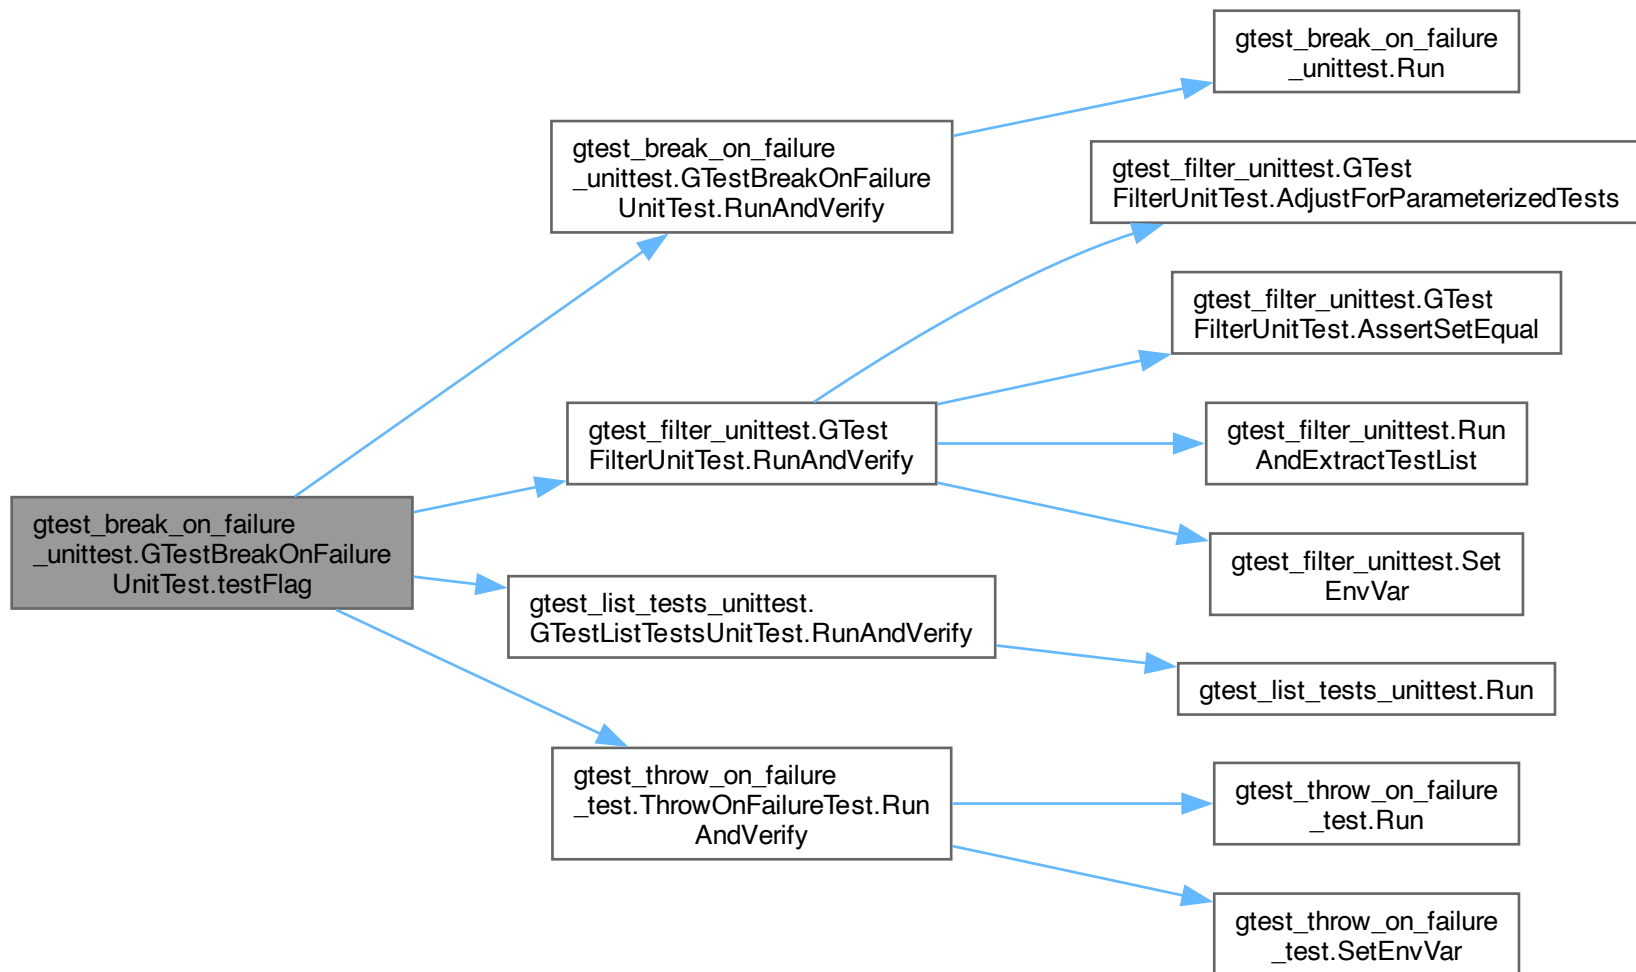 gtest_break_on_failure
_unittest.GTestBreakOnFailure
UnitTest.testFlag
gtest_break_on_failure
_unittest.GTestBreakOnFailure
UnitTest.RunAndVerify
gtest_break_on_failure
_unittest.Run
gtest_filter_unittest.GTest
FilterUnitTest.RunAndVerify
gtest_filter_unittest.GTest
FilterUnitTest.AdjustForParameterizedTests
gtest_filter_unittest.GTest
FilterUnitTest.AssertSetEqual
gtest_filter_unittest.Run
AndExtractTestList
gtest_filter_unittest.Set
EnvVar
gtest_list_tests_unittest.
GTestListTestsUnitTest.RunAndVerify
gtest_list_tests_unittest.Run
gtest_throw_on_failure
_test.ThrowOnFailureTest.Run
AndVerify
gtest_throw_on_failure
_test.Run
gtest_throw_on_failure
_test.SetEnvVar